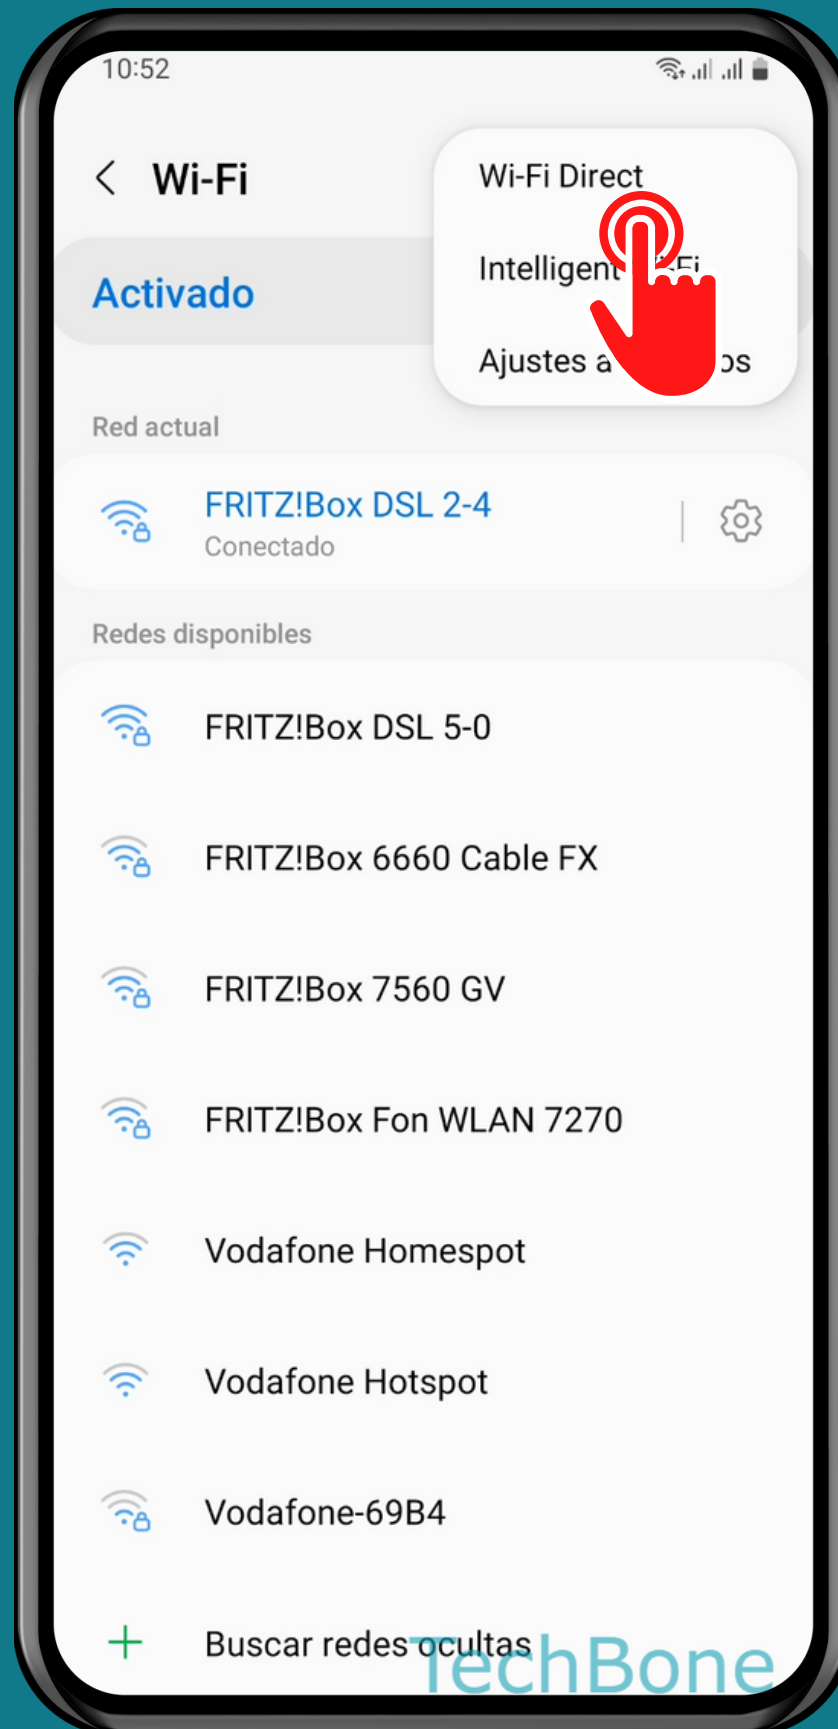 10:52
Wi-Fi
Wi-Fi Direct
Intelligent
Activado
Ajustes
Red actual
FRITZ!Box DSL 2-4
Conectado
Redes disponibles
FRITZ!Box DSL 5-0
FRITZ!Box 6660 Cable FX
FRITZ!Box 7560 GV
FRITZ!Box Fon WLAN 7270
Vodafone Homespot
Vodafone Hotspot
Vodafone-69B4
Buscar redes ocultas
TechBone